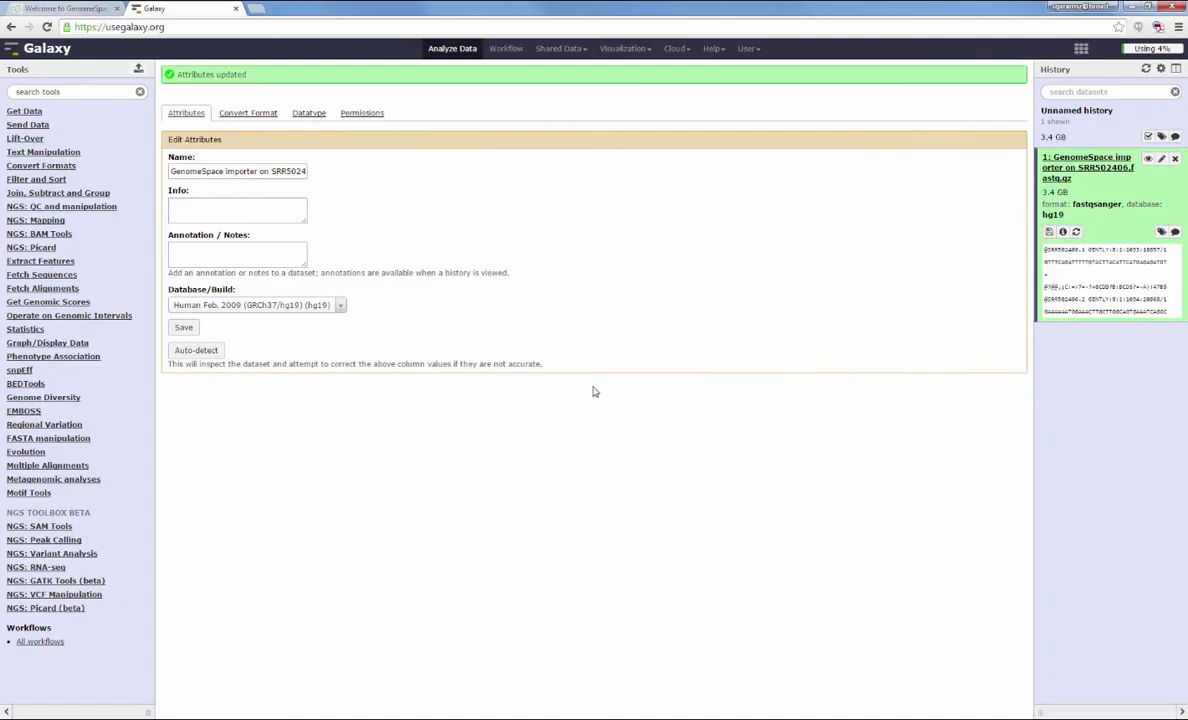 Welcome to GenomeSpa
Galaxy
sgaramsz@broad
https://usegalaxy.org
Galaxy
Analyze Data
Workflow
Shared Data
Visualization
Cloud
Help
User
Using 4%
Tools
search tools
Get Data
Send Data
Lift-Over
Text Manipulation
Convert Formats
Filter and Sort
Join, Subtract and Group
NGS: QC and manipulation
NGS: Mapping
NGS: BAM Tools
NGS: Picard
Extract Features
Fetch Sequences
Fetch Alignments
Get Genomic Scores
Operate on Genomic Intervals
Statistics
Graph/Display Data
Phenotype Association
snpEff
BEDTools
Genome Diversity
EMBOSS
Regional Variation
FASTA manipulation
Evolution
Multiple Alignments
Metagenomic analyses
Motif Tools
NGS TOOLBOX BETA
NGS: SAM Tools
NGS: Peak Calling
NGS: Variant Analysis
NGS: RNA-seq
NGS: GATK Tools (beta)
NGS: VCF Manipulation
NGS: Picard (beta)
Workflows
All workflows
Attributes updated
Attributes
Convert Format
Datatype
Permissions
Edit Attributes
Name:
GenomeSpace importer on SRR5024
Info:
Annotation / Notes:
Add an annotation or notes to a dataset; annotations are available when a history is viewed.
Database/Build:
Human Feb. 2009 (GRCh37/hg19) (hg19)
Save
Auto-detect
This will inspect the dataset and attempt to correct the above column values if they are not accurate.
History
search datasets
Unnamed history
1 shown
3.4 GB
1: GenomeSpace imp
orter on SRR502406.f
astq.gz
3.4 GB
format: fastqsanger, database:
hg19
+